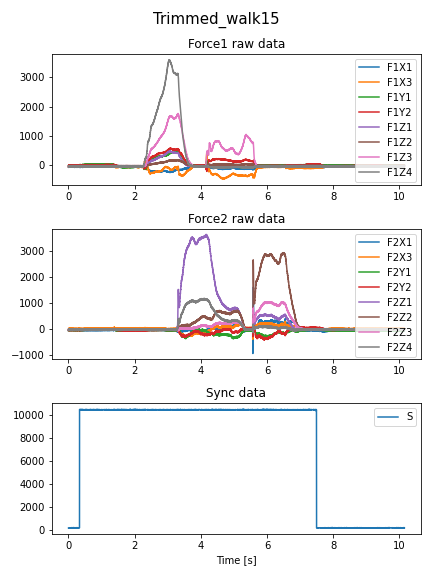 Trimmed_walk15
Force1 raw data
3000
2000
1000
0
F1X1
F1X3
F1Y1
F1Y2
F1Z1
F1Z2
F1Z3
F1Z4
0 2 4 6 8 10
Force2 raw data
3000
2000
1000
0
−1000
F2X1
F2X3
F2Y1
F2Y2
F2Z1
F2Z2
F2Z3
F2Z4
0 2 4 6 8 10
Sync data
10000
8000
6000
4000
2000
0
S
0 2 4 6 8 10
Time [s]